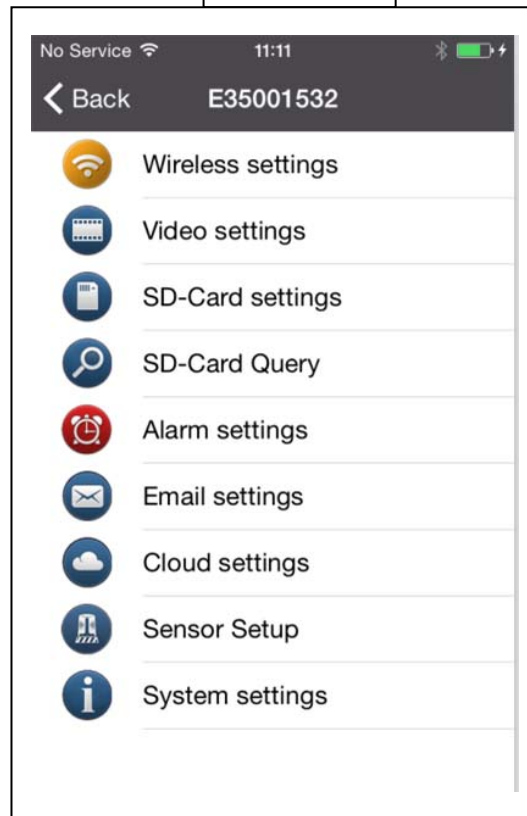 No Service 11:11
Back E35001532
Wireless settings
Video settings
SD-Card settings
SD-Card Query
Alarm settings
Email settings
Cloud settings
Sensor Setup
System settings